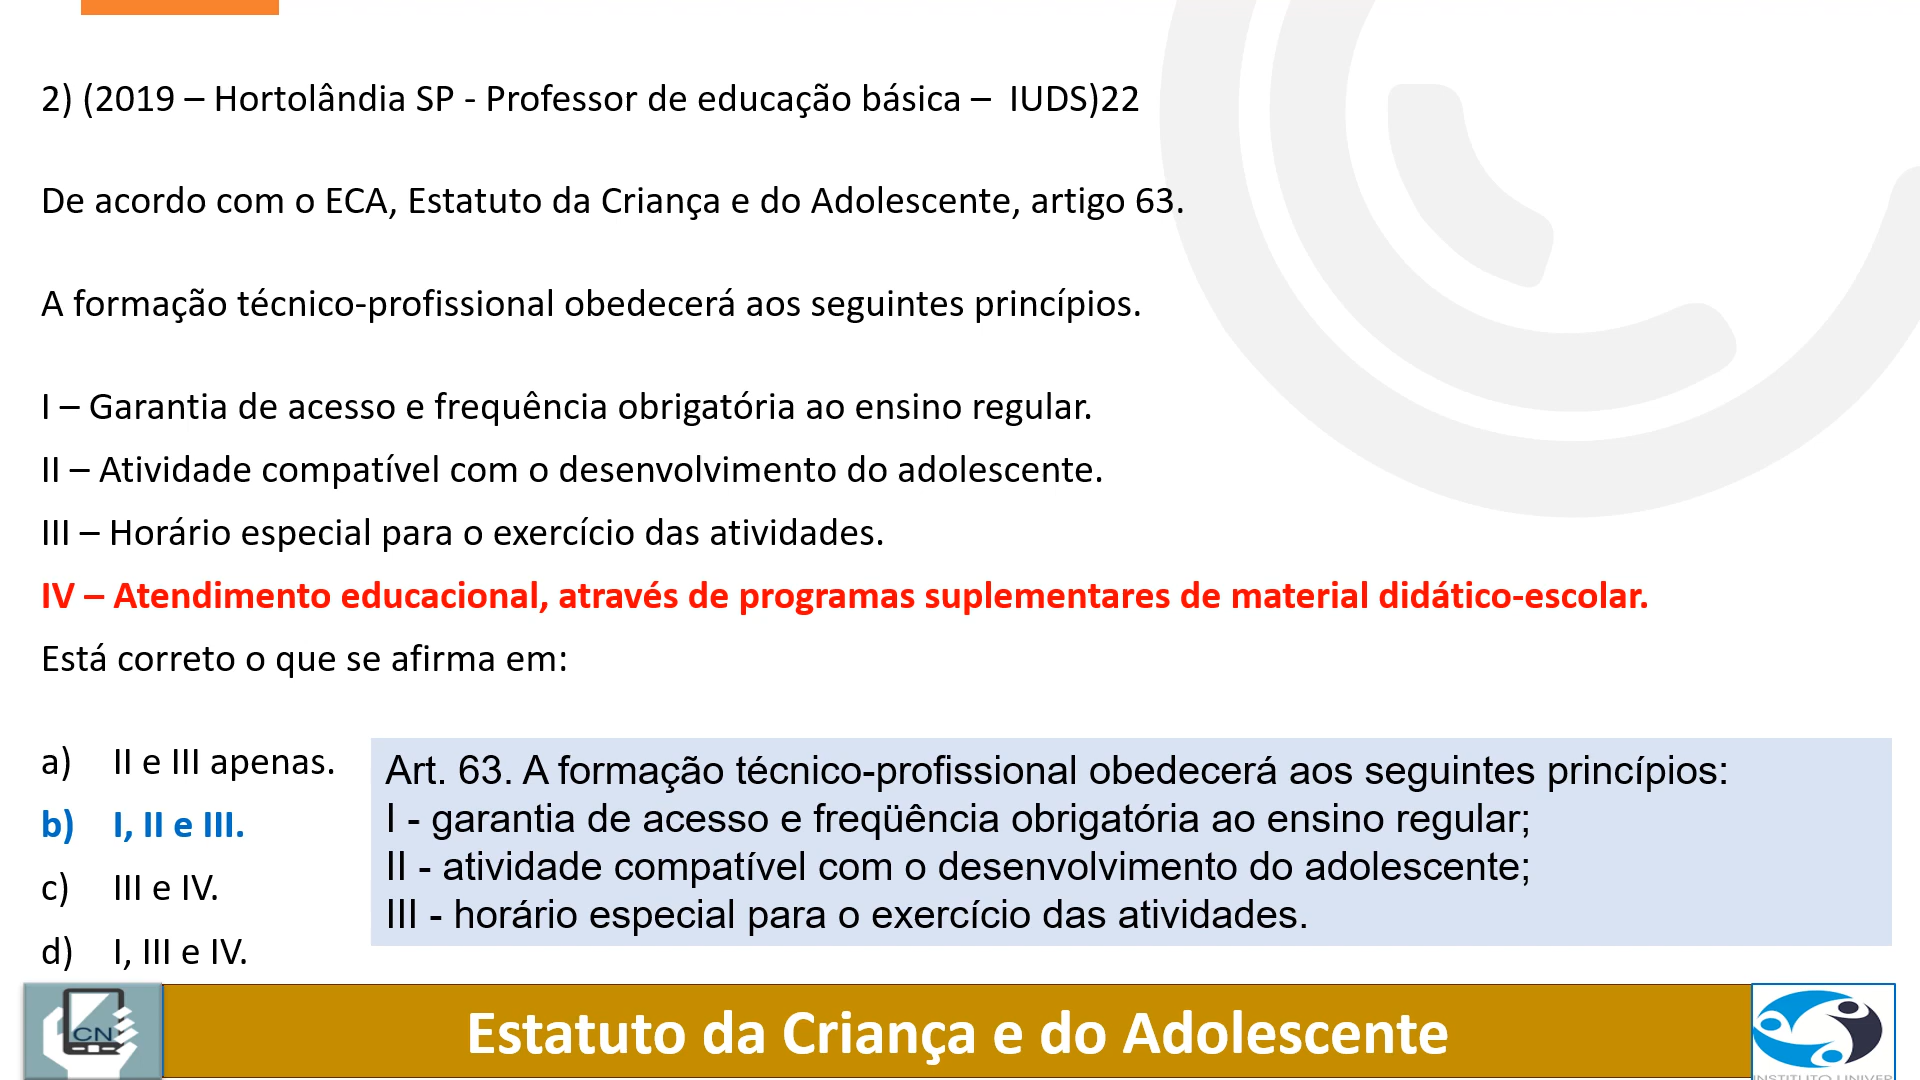 2) (2019 – Hortolândia SP - Professor de educação básica – IUDS)22
De acordo com o ECA, Estatuto da Criança e do Adolescente, artigo 63.
A formação técnico-profissional obedecerá aos seguintes princípios.
I – Garantia de acesso e frequência obrigatória ao ensino regular.
II – Atividade compatível com o desenvolvimento do adolescente.
III – Horário especial para o exercício das atividades.
IV – Atendimento educacional, através de programas suplementares de material didático-escolar.
Está correto o que se afirma em:
a) II e III apenas.
b) I, II e III.
c) III e IV.
d) I, III e IV.
Art. 63. A formação técnico-profissional obedecerá aos seguintes princípios:
I - garantia de acesso e freqüência obrigatória ao ensino regular;
II - atividade compatível com o desenvolvimento do adolescente;
III - horário especial para o exercício das atividades.
CN
Estatuto da Criança e do Adolescente
INSTITUTO UNIVER